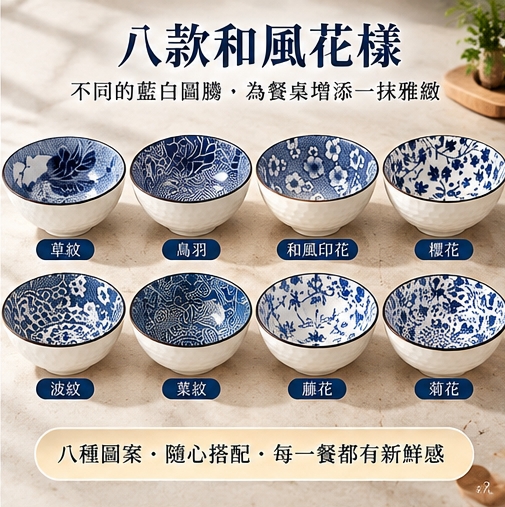 八款和風花樣
不同的藍白圖騰，為餐桌增添一抹雅緻
草紋
鳥羽
和風印花
櫻花
波紋
葉紋
藤花
菊花
八種圖案・隨心搭配・每一餐都有新鮮感